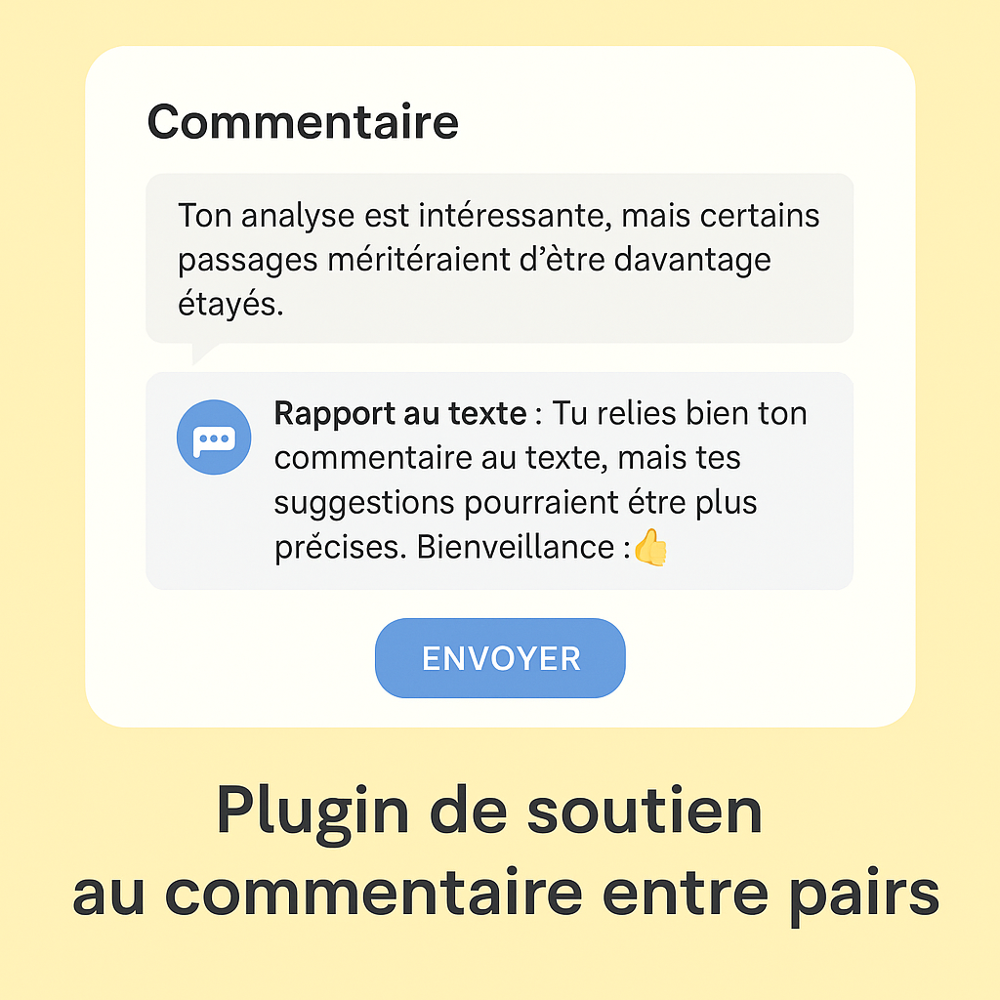 Commentaire
Ton analyse est intéressante, mais certains
passages méritéraient d’ètre davantage
étayés.
Rapport au texte : Tu relies bien ton
commentaire au texte, mais tes
suggestions pourraient étre plus
précises. Bienveillance :👍
ENVOYER
Plugin de soutien
au commentaire entre pairs